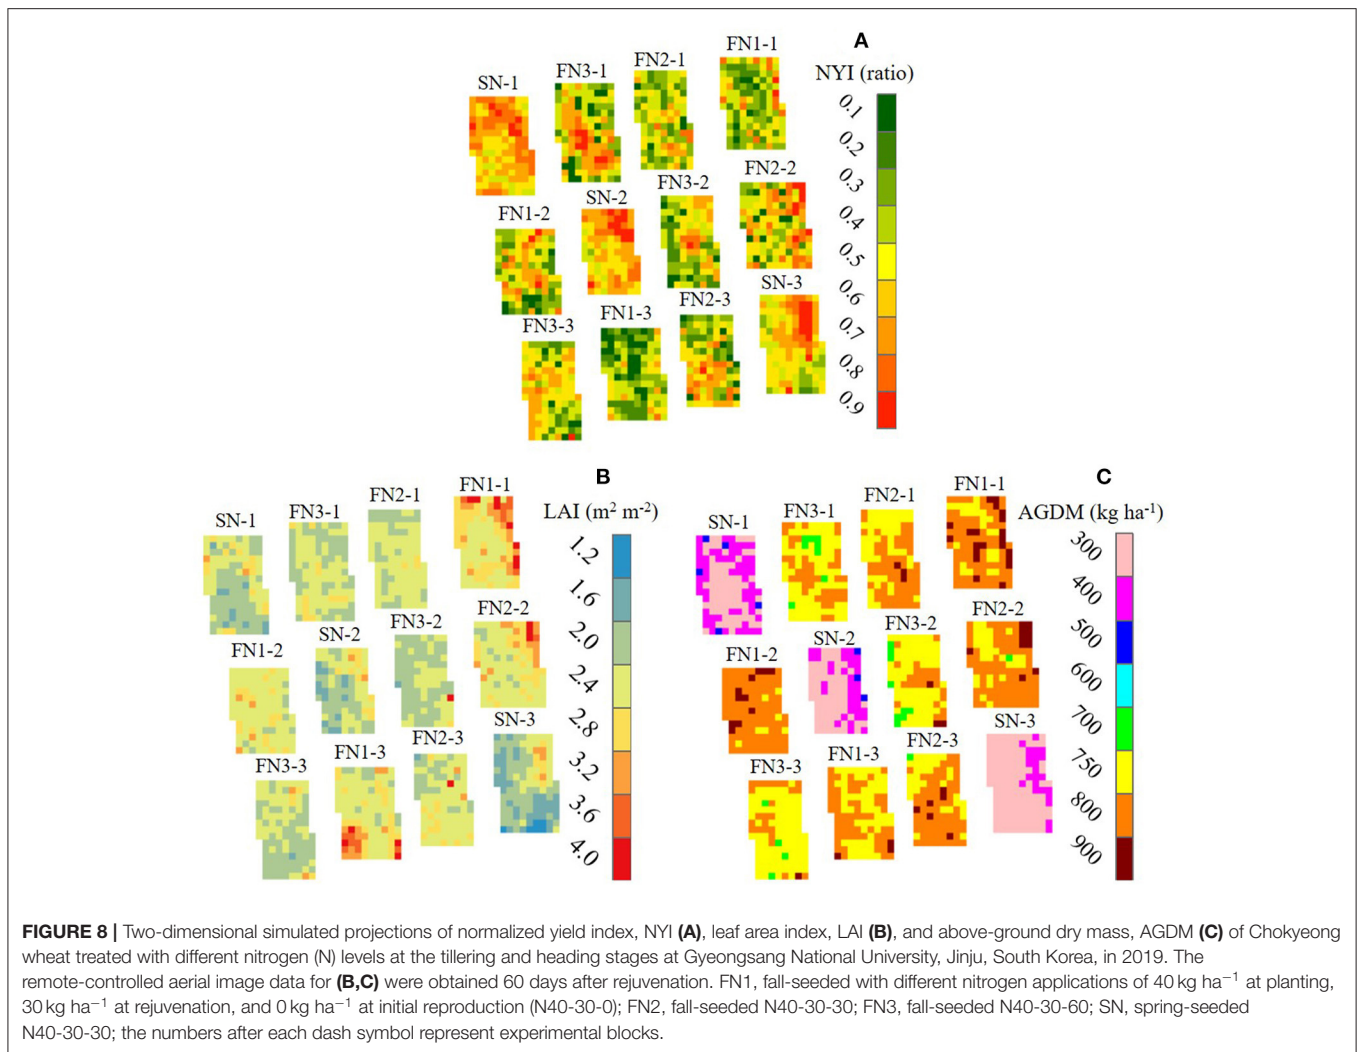 A
NYI (ratio)
0.1
0.2
0.3
0.4
0.5
0.6
0.7
0.8
0.9
FN1-1
FN2-1
FN3-1
SN-1
FN2-2
FN3-2
SN-2
FN1-2
SN-3
FN2-3
FN1-3
FN3-3
B
LAI (m² m⁻²)
1.2
1.6
2.0
2.4
2.8
3.2
3.6
4.0
FN1-1
FN2-1
FN3-1
SN-1
FN2-2
FN3-2
SN-2
FN1-2
SN-3
FN2-3
FN1-3
FN3-3
C
AGDM (kg ha⁻¹)
300
400
500
600
700
750
800
900
FN1-1
FN2-1
FN3-1
SN-1
FN2-2
FN3-2
SN-2
FN1-2
SN-3
FN2-3
FN1-3
FN3-3
FIGURE 8 | Two-dimensional simulated projections of normalized yield index, NYI (A), leaf area index, LAI (B), and above-ground dry mass, AGDM (C) of Chokyeong
wheat treated with different nitrogen (N) levels at the tillering and heading stages at Gyeongsang National University, Jinju, South Korea, in 2019. The
remote-controlled aerial image data for (B,C) were obtained 60 days after rejuvenation. FN1, fall-seeded with different nitrogen applications of 40 kg ha⁻¹ at planting,
30 kg ha⁻¹ at rejuvenation, and 0 kg ha⁻¹ at initial reproduction (N40-30-0); FN2, fall-seeded N40-30-30; FN3, fall-seeded N40-30-60; SN, spring-seeded
N40-30-30; the numbers after each dash symbol represent experimental blocks.